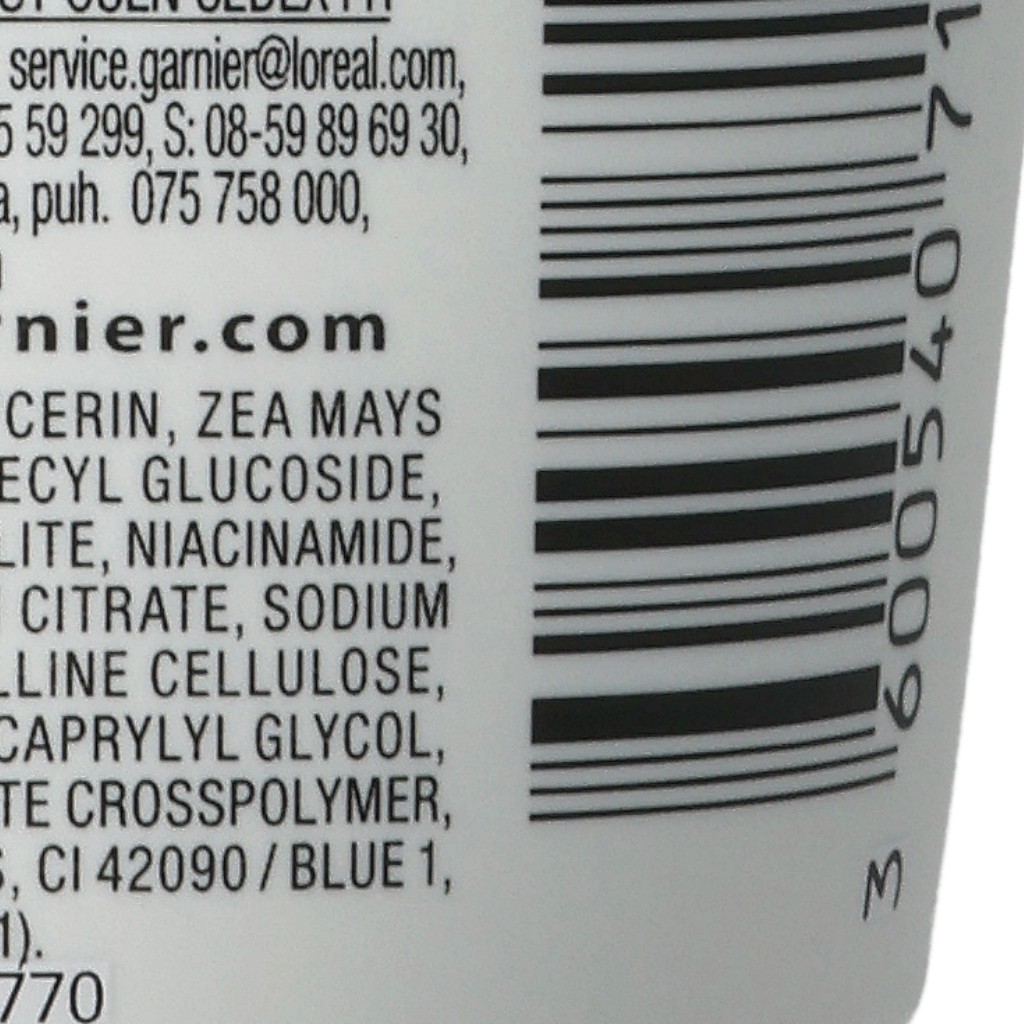 service.garnier@loreal.com,
59 299, S: 08-59 89 69 30,
puh. 075 758 000,
nier.com
CERIN, ZEA MAYS
ECYL GLUCOSIDE,
LITE, NIACINAMIDE,
CITRATE, SODIUM
LLINE CELLULOSE,
CAPRYLYL GLYCOL,
TE CROSSPOLYMER,
CI 42090 / BLUE 1,
1).
770
3 600540 71